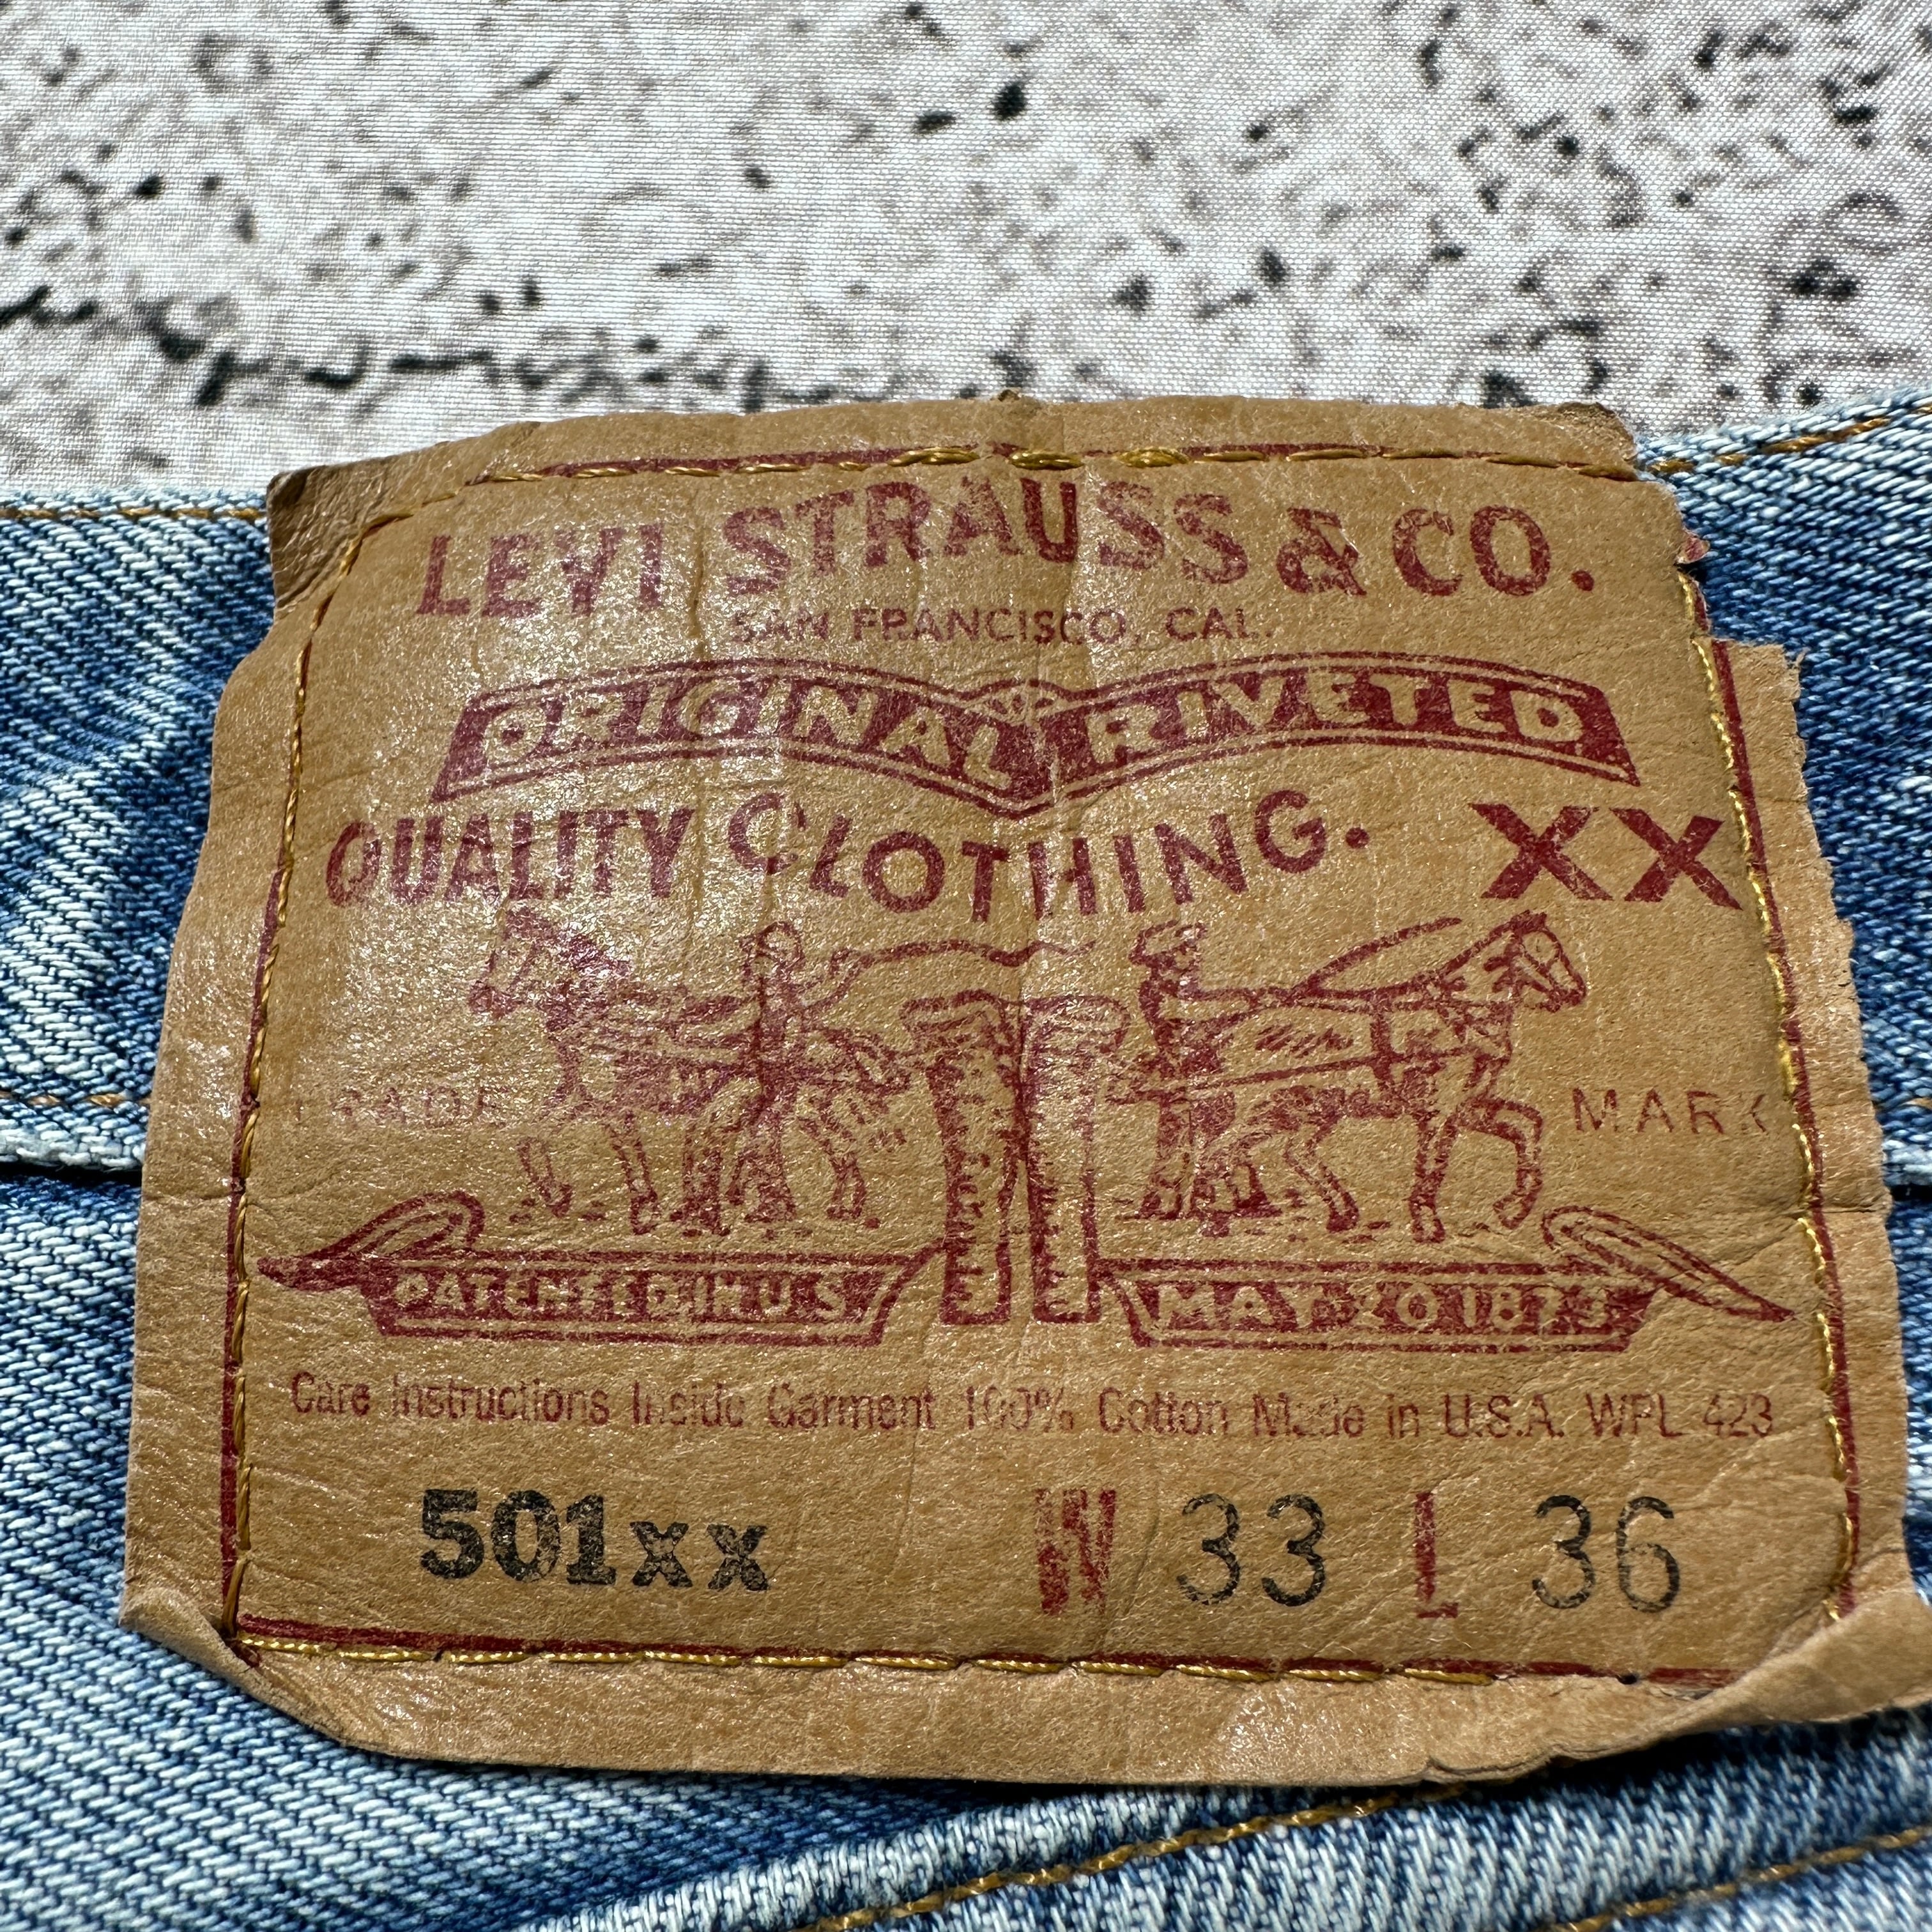 LEVI STRAUSS & CO.
SAN FRANCISCO, CAL.
ORIGINAL RIVETED
QUALITY CLOTHING. XX
TRADE MARK
PATENTED IN U S MAY 20 1873
Care Instructions Inside Garment 100% Cotton Made in U.S.A. WPL 423
501xx W 33 L 36